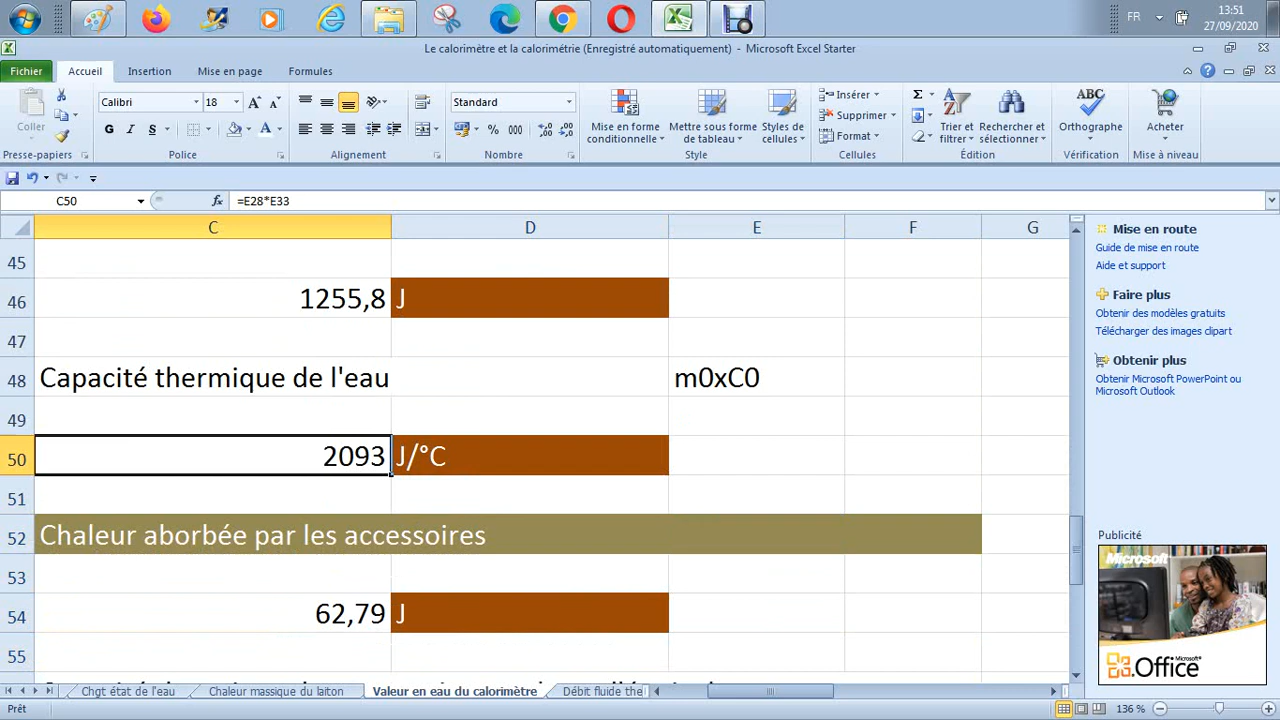 FR
13:51
27/09/2020
Le calorimètre et la calorimétrie (Enregistré automatiquement) - Microsoft Excel Starter
Fichier Accueil Insertion Mise en page Formules
Coller
Presse-papiers
Calibri 18
G I S
Police
Alignement
Standard
% 000
Nombre
Mise en forme conditionnelle
Mettre sous forme de tableau
Styles de cellules
Style
Insérer
Supprimer
Format
Cellules
Σ
Trier et filtrer
Rechercher et sélectionner
Édition
ABC
Orthographe
Vérification
Acheter
Mise à niveau
C50 fx =E28*E33
C D E F G
45
46 1255,8 J
47
48 Capacité thermique de l'eau m0xC0
49
50 2093 J/°C
51
52 Chaleur aborbée par les accessoires
53
54 62,79 J
55
Mise en route
Guide de mise en route
Aide et support
Faire plus
Obtenir des modèles gratuits
Télécharger des images clipart
Obtenir plus
Obtenir Microsoft PowerPoint ou
Microsoft Outlook
Publicité
Microsoft
Office
Chgt état de l'eau Chaleur massique du laiton Valeur en eau du calorimètre Débit fluide the
Prêt
136 %